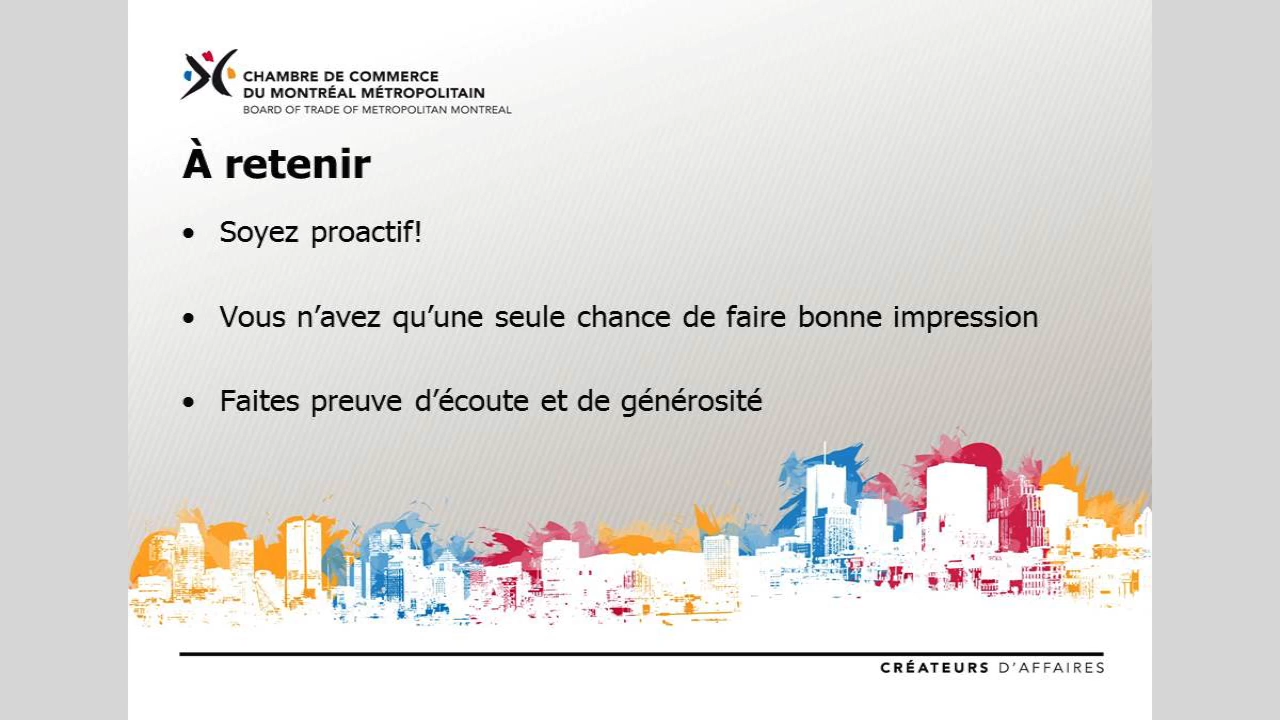 CHAMBRE DE COMMERCE
DU MONTRÉAL MÉTROPOLITAIN
BOARD OF TRADE OF METROPOLITAN MONTREAL
À retenir
• Soyez proactif!
• Vous n’avez qu’une seule chance de faire bonne impression
• Faites preuve d’écoute et de générosité
CRÉATEURS D’AFFAIRES